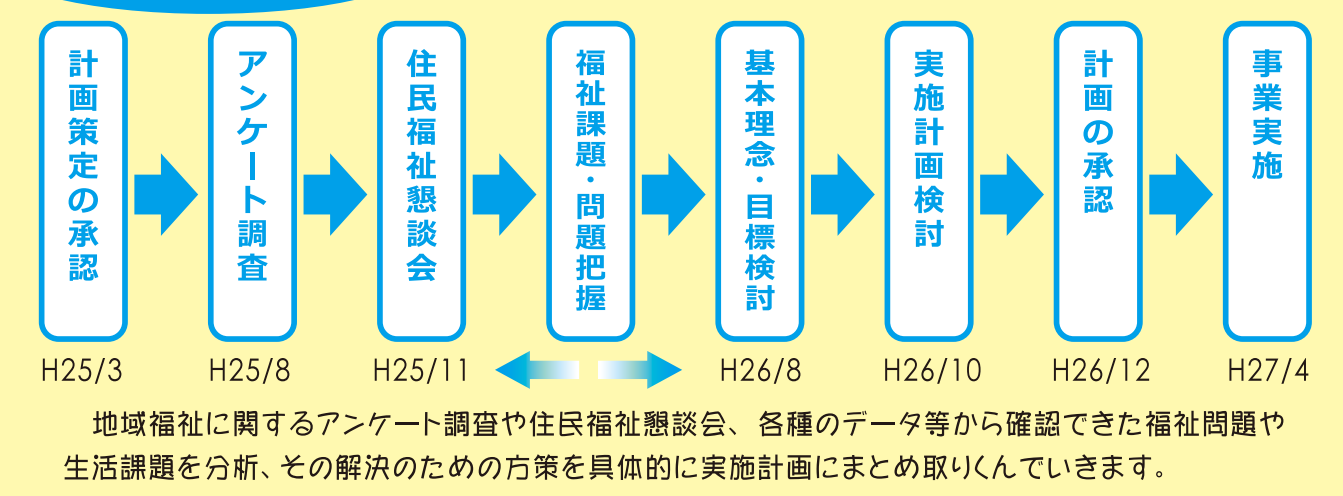 計画策定の承認
アンケート調査
住民福祉懇談会
福祉課題・問題把握
基本理念・目標検討
実施計画検討
計画の承認
事業実施
H25/3
H25/8
H25/11
H26/8
H26/10
H26/12
H27/4
地域福祉に関するアンケート調査や住民福祉懇談会、各種のデータ等から確認できた福祉問題や
生活課題を分析、その解決のための方策を具体的に実施計画にまとめ取りくんでいきます。